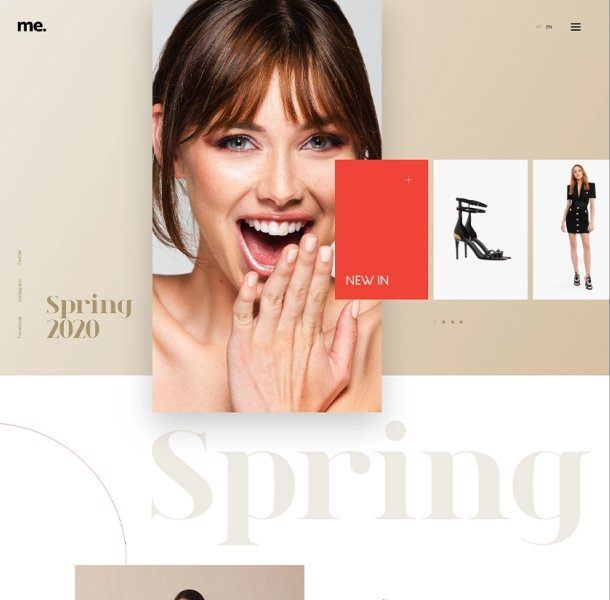 me.
EN
Twitter
Instagram
Facebook
Spring
2020
NEW IN
Spring